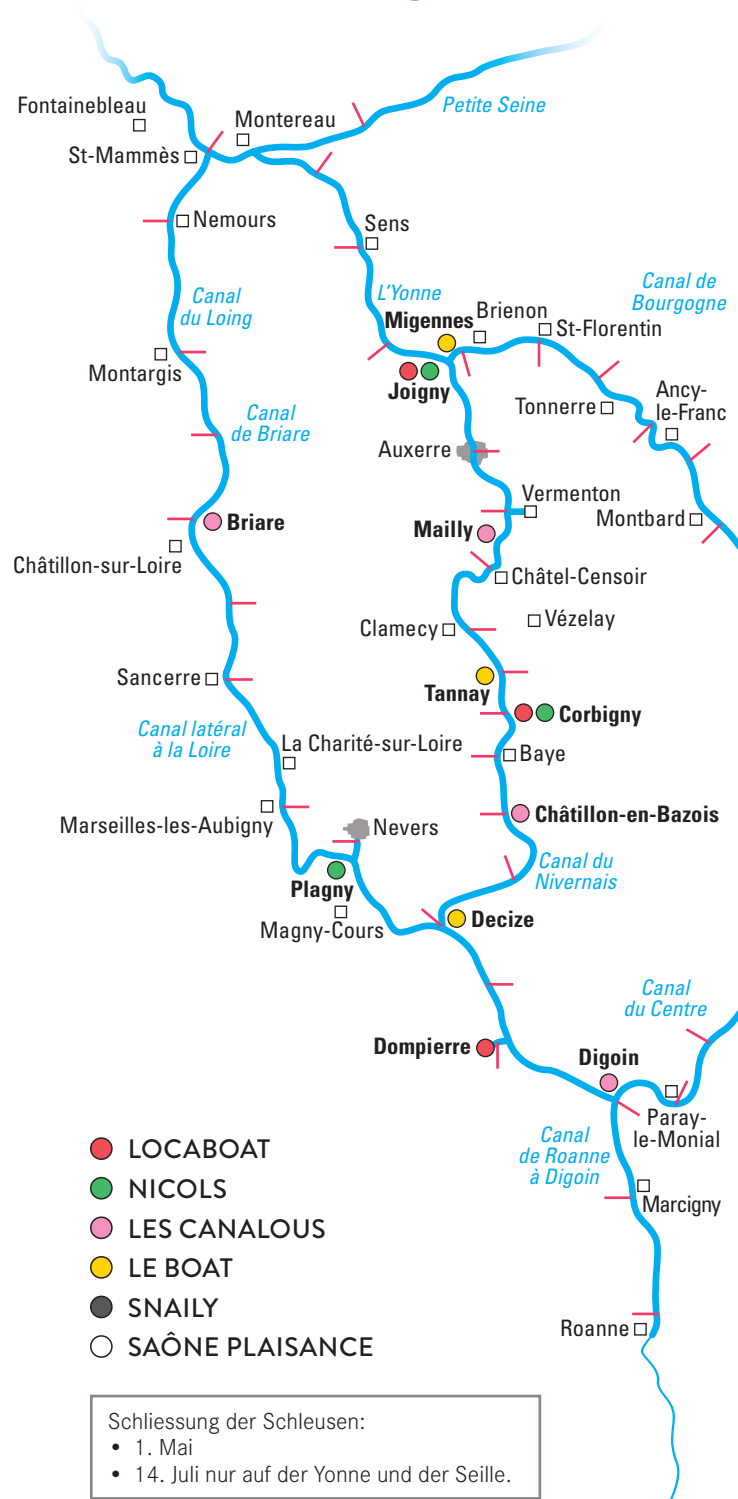 Fontainebleau
Montereau
Petite Seine
St-Mammès
Nemours
Sens
Canal
du Loing
L'Yonne
Canal de
Bourgogne
Migennes
Brienon
St-Florentin
Montargis
Joigny
Tonnerre
Ancy-
le-Franc
Canal
de Briare
Auxerre
Vermenton
Briare
Mailly
Montbard
Châtillon-sur-Loire
Châtel-Censoir
Clamecy
Vézelay
Sancerre
Tannay
Corbigny
Canal latéral
à la Loire
La Charité-sur-Loire
Baye
Marseilles-les-Aubigny
Nevers
Châtillon-en-Bazois
Canal du
Nivernais
Plagny
Magny-Cours
Decize
Canal
du Centre
Dompierre
Digoin
Paray-
le-Monial
Canal
de Roanne
à Digoin
Marcigny
Roanne
LOCABOAT
NICOLS
LES CANALOUS
LE BOAT
SNAILY
SAÔNE PLAISANCE
Schliessung der Schleusen:
• 1. Mai
• 14. Juli nur auf der Yonne und der Seille.